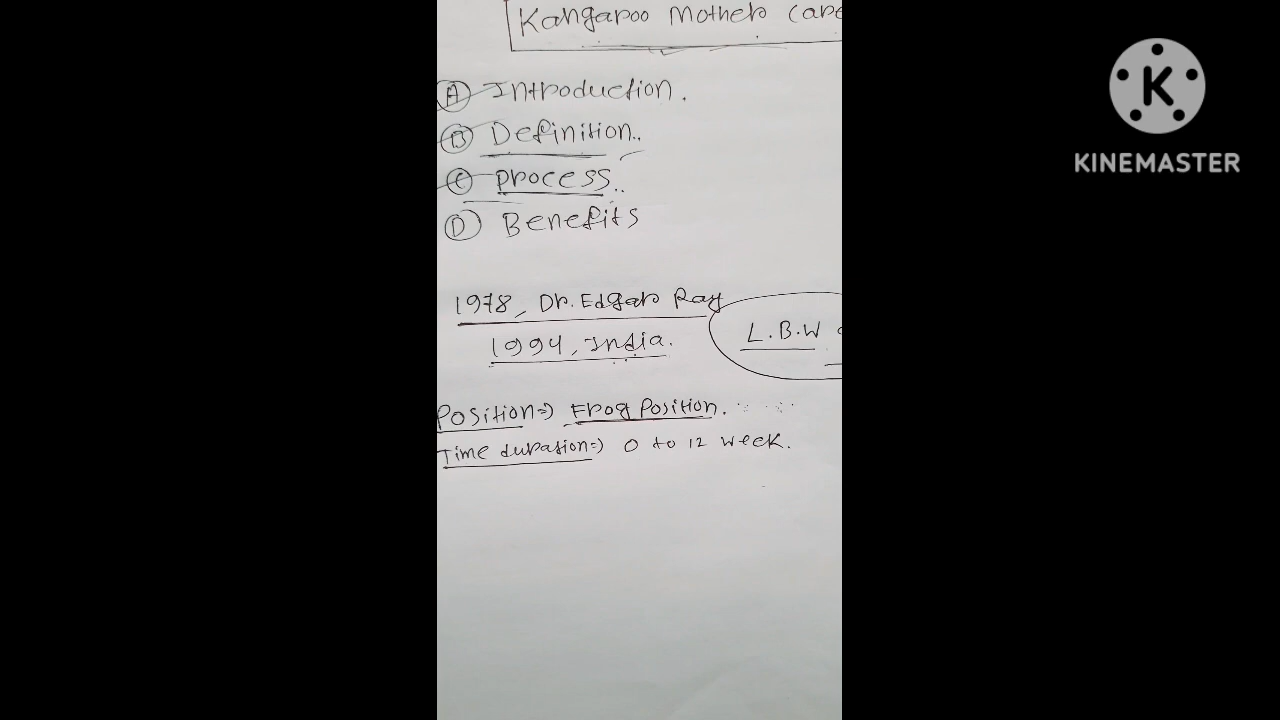 Kangaroo Mother Care
A Introduction.
B Definition..
C process..
D Benefits
1978, Dr. Edgar Ray
1994, India.
L.B.W
Position=) Frog Position.
Time duration=) 0 to 12 week.
K
KINEMASTER